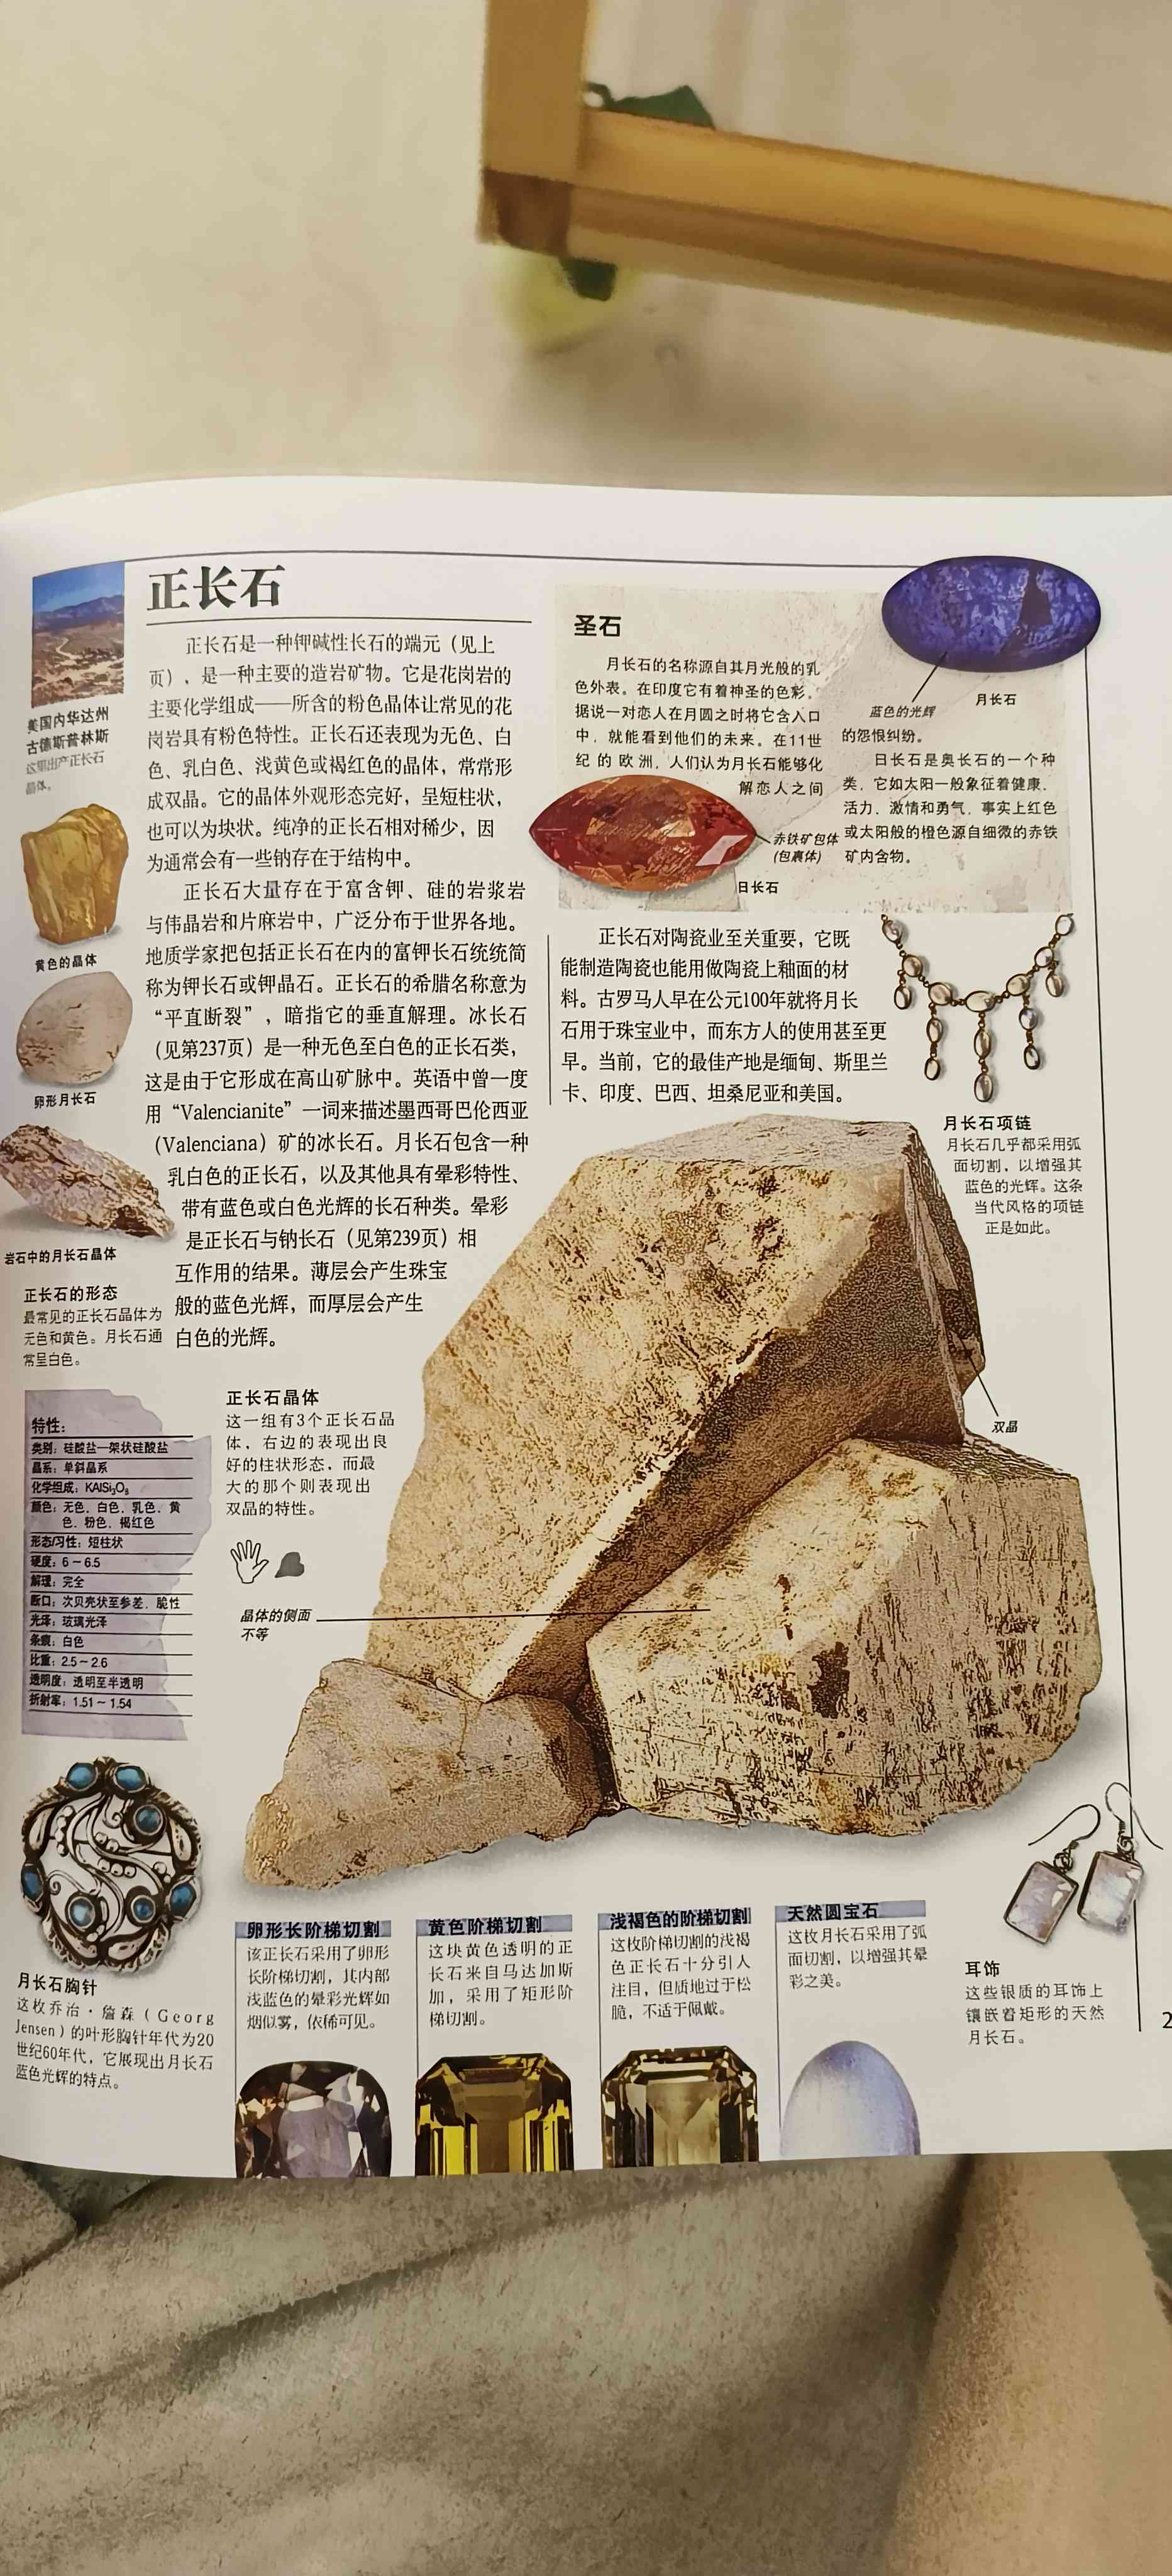 正长石
正长石是一种钾碱性长石的端元（见上
页），是一种主要的造岩矿物。它是花岗岩的
主要化学组成——所含的粉色晶体让常见的花
岗岩具有粉色特性。正长石还表现为无色、白
色、乳白色、浅黄色或褐红色的晶体，常常形
成双晶。它的晶体外观形态完好，呈短柱状，
也可以为块状。纯净的正长石相对稀少，因
为通常会有一些钠存在于结构中。
正长石大量存在于富含钾、硅的岩浆岩
与伟晶岩和片麻岩中，广泛分布于世界各地。
地质学家把包括正长石在内的富钾长石统统简
称为钾长石或钾晶石。正长石的希腊名称意为
“平直断裂”，暗指它的垂直解理。冰长石
（见第237页）是一种无色至白色的正长石类，
这是由于它形成在高山矿脉中。英语中曾一度
用“Valencianite”一词来描述墨西哥巴伦西亚
（Valenciana）矿的冰长石。月长石包含一种
乳白色的正长石，以及其他具有晕彩特性、
带有蓝色或白色光辉的长石种类。晕彩
是正长石与钠长石（见第239页）相
互作用的结果。薄层会产生珠宝
般的蓝色光辉，而厚层会产生
白色的光辉。
美国内华达州
古德斯普林斯
这里出产正长石
晶体。
黄色的晶体
卵形月长石
岩石中的月长石晶体
正长石的形态
最常见的正长石晶体为
无色和黄色。月长石通
常呈白色。
圣石
月长石的名称源自其月光般的乳
色外表。在印度它有着神圣的色彩。
据说一对恋人在月圆之时将它含入口
中，就能看到他们的未来。在11世
纪的欧洲，人们认为月长石能够化
解恋人之间
的怨恨纠纷。
日长石是奥长石的一个种
类，它如太阳一般象征着健康、
活力、激情和勇气，事实上红色
或太阳般的橙色源自细微的赤铁
矿内含物。
蓝色的光辉
月长石
赤铁矿包体
(包裹体)
日长石
正长石对陶瓷业至关重要，它既
能制造陶瓷也能用做陶瓷上釉面的材
料。古罗马人早在公元100年就将月长
石用于珠宝业中，而东方人的使用甚至更
早。当前，它的最佳产地是缅甸、斯里兰
卡、印度、巴西、坦桑尼亚和美国。
月长石项链
月长石几乎都采用弧
面切割，以增强其
蓝色的光辉。这条
当代风格的项链
正是如此。
正长石晶体
这一组有3个正长石晶
体，右边的表现出良
好的柱状形态，而最
大的那个则表现出
双晶的特性。
双晶
晶体的侧面
不等
特性：
类别：硅酸盐—架状硅酸盐
晶系：单斜晶系
化学组成：KAlSi₃O₈
颜色：无色、白色、乳色、黄
色、粉色、褐红色
形态/习性：短柱状
硬度：6－6.5
解理：完全
断口：次贝壳状至参差、脆性
光泽：玻璃光泽
条痕：白色
比重：2.5－2.6
透明度：透明至半透明
折射率：1.51－1.54
月长石胸针
这枚乔治·詹森（Georg
Jensen）的叶形胸针年代为20
世纪60年代，它展现出月长石
蓝色光辉的特点。
卵形长阶梯切割
该正长石采用了卵形
长阶梯切割，其内部
浅蓝色的晕彩光辉如
烟似雾，依稀可见。
黄色阶梯切割
这块黄色透明的正
长石来自马达加斯
加，采用了矩形阶
梯切割。
浅褐色的阶梯切割
这枚阶梯切割的浅褐
色正长石十分引人
注目，但质地过于松
脆，不适于佩戴。
天然圆宝石
这枚月长石采用了弧
面切割，以增强其晕
彩之美。
耳饰
这些银质的耳饰上
镶嵌着矩形的天然
月长石。
2